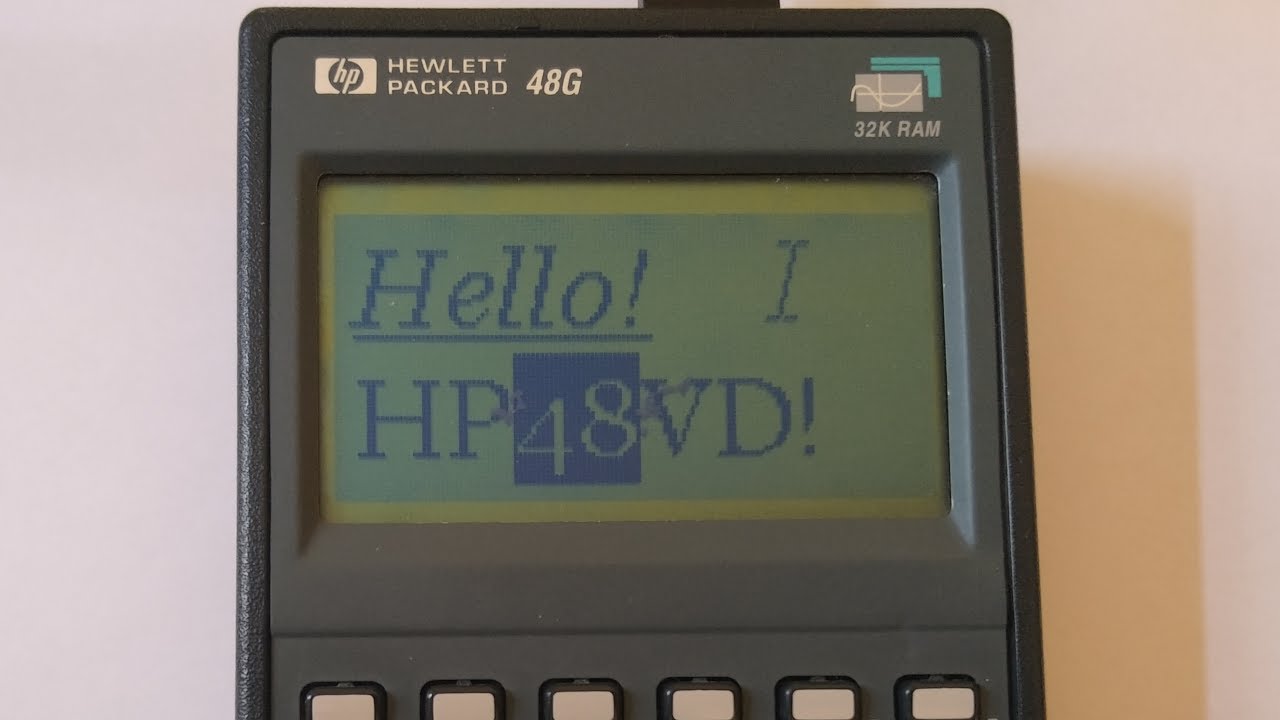 hp HEWLETT
PACKARD 48G
32K RAM
Hello! I
HP48VD!